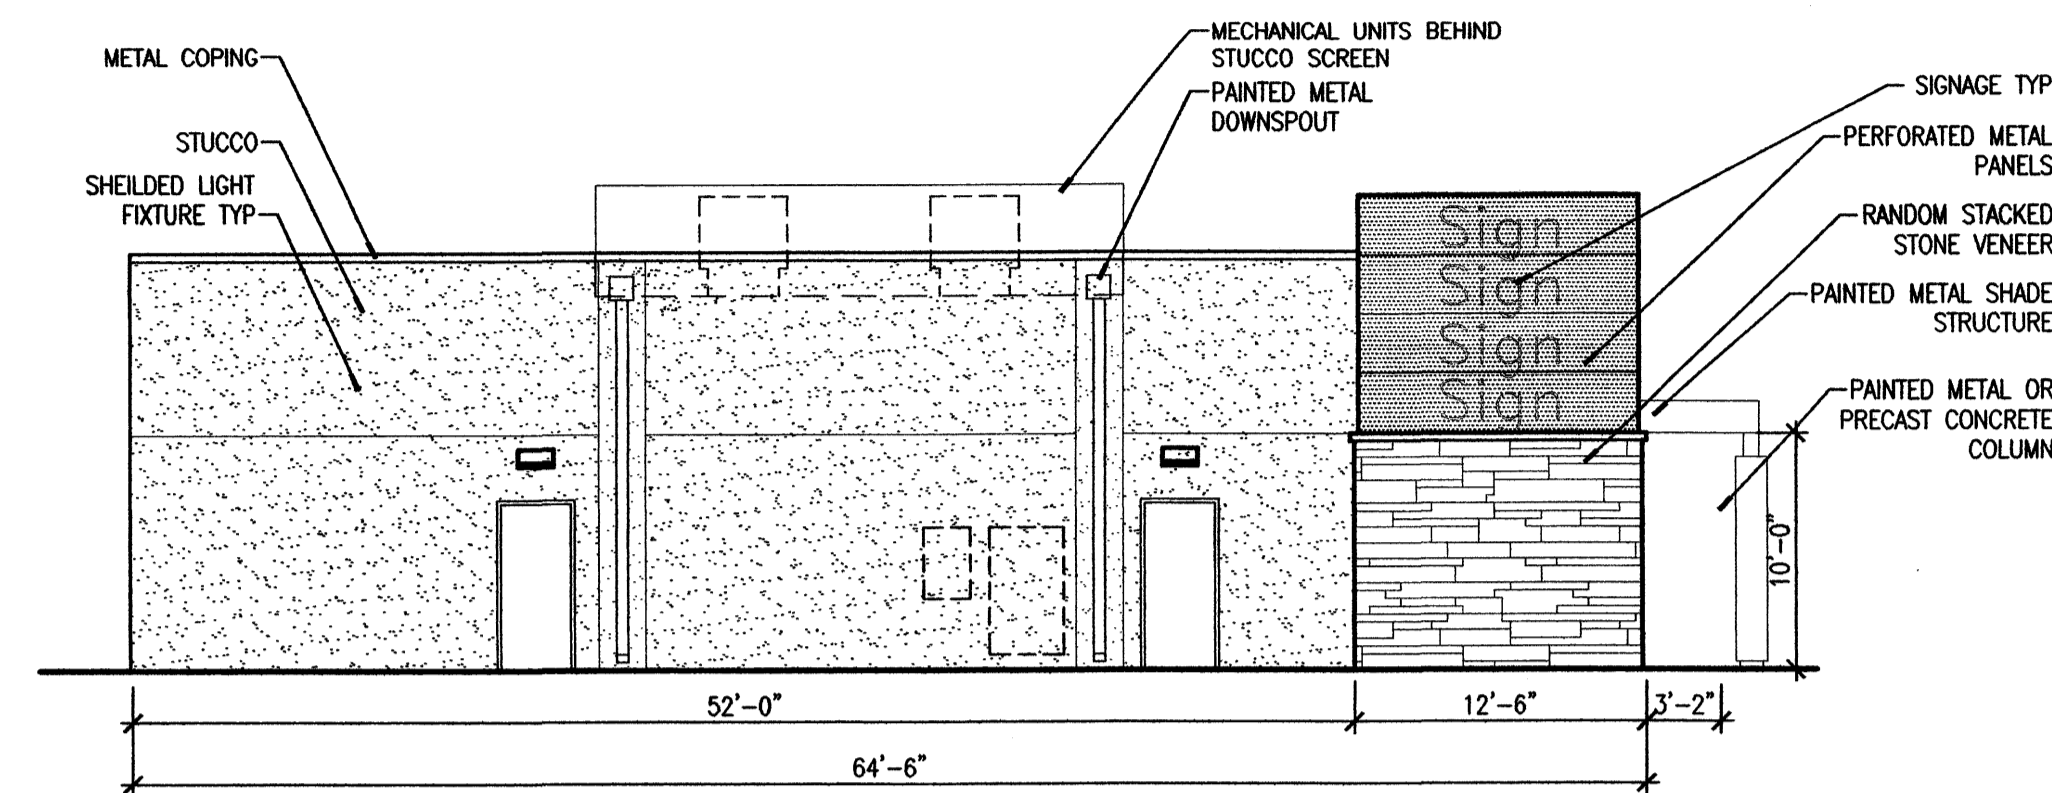 METAL COPING
STUCCO
SHEILDED LIGHT
FIXTURE TYP
MECHANICAL UNITS BEHIND
STUCCO SCREEN
PAINTED METAL
DOWNSPOUT
SIGNAGE TYP
PERFORATED METAL
PANELS
RANDOM STACKED
STONE VENEER
PAINTED METAL SHADE
STRUCTURE
PAINTED METAL OR
PRECAST CONCRETE
COLUMN
Sign
Sign
Sign
Sign
10'-0"
52'-0"
12'-6"
3'-2"
64'-6"